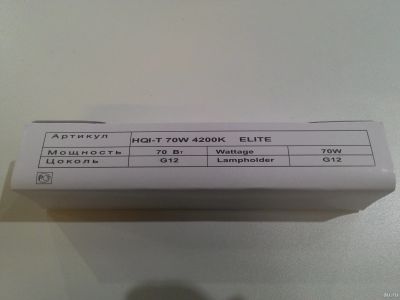 Артикул HQI-T 70W 4200K ELITE
Мощность 70 Вт Wattage 70W
Цоколь G12 Lampholder G12